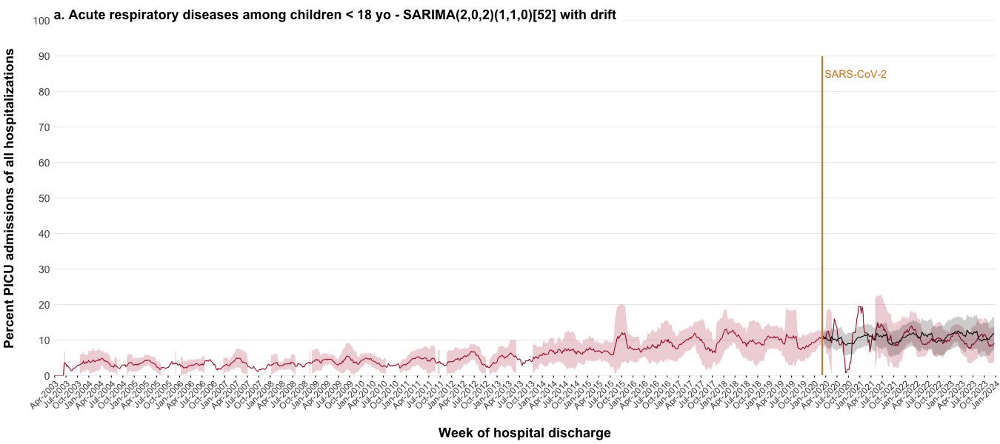 a. Acute respiratory diseases among children < 18 yo - SARIMA(2,0,2)(1,1,0)[52] with drift
Percent PICU admissions of all hospitalizations
100
90
80
70
60
50
40
30
20
10
0
SARS-CoV-2
Apr-2003
Jul-2003
Oct-2003
Jan-2004
Apr-2004
Jul-2004
Oct-2004
Jan-2005
Apr-2005
Jul-2005
Oct-2005
Jan-2006
Apr-2006
Jul-2006
Oct-2006
Jan-2007
Apr-2007
Jul-2007
Oct-2007
Jan-2008
Apr-2008
Jul-2008
Oct-2008
Jan-2009
Apr-2009
Jul-2009
Oct-2009
Jan-2010
Apr-2010
Jul-2010
Oct-2010
Jan-2011
Apr-2011
Jul-2011
Oct-2011
Jan-2012
Apr-2012
Jul-2012
Oct-2012
Jan-2013
Apr-2013
Jul-2013
Oct-2013
Jan-2014
Apr-2014
Jul-2014
Oct-2014
Jan-2015
Apr-2015
Jul-2015
Oct-2015
Jan-2016
Apr-2016
Jul-2016
Oct-2016
Jan-2017
Apr-2017
Jul-2017
Oct-2017
Jan-2018
Apr-2018
Jul-2018
Oct-2018
Jan-2019
Apr-2019
Jul-2019
Oct-2019
Jan-2020
Apr-2020
Jul-2020
Oct-2020
Jan-2021
Apr-2021
Jul-2021
Oct-2021
Jan-2022
Apr-2022
Jul-2022
Oct-2022
Jan-2023
Apr-2023
Jul-2023
Oct-2023
Jan-2024
Week of hospital discharge